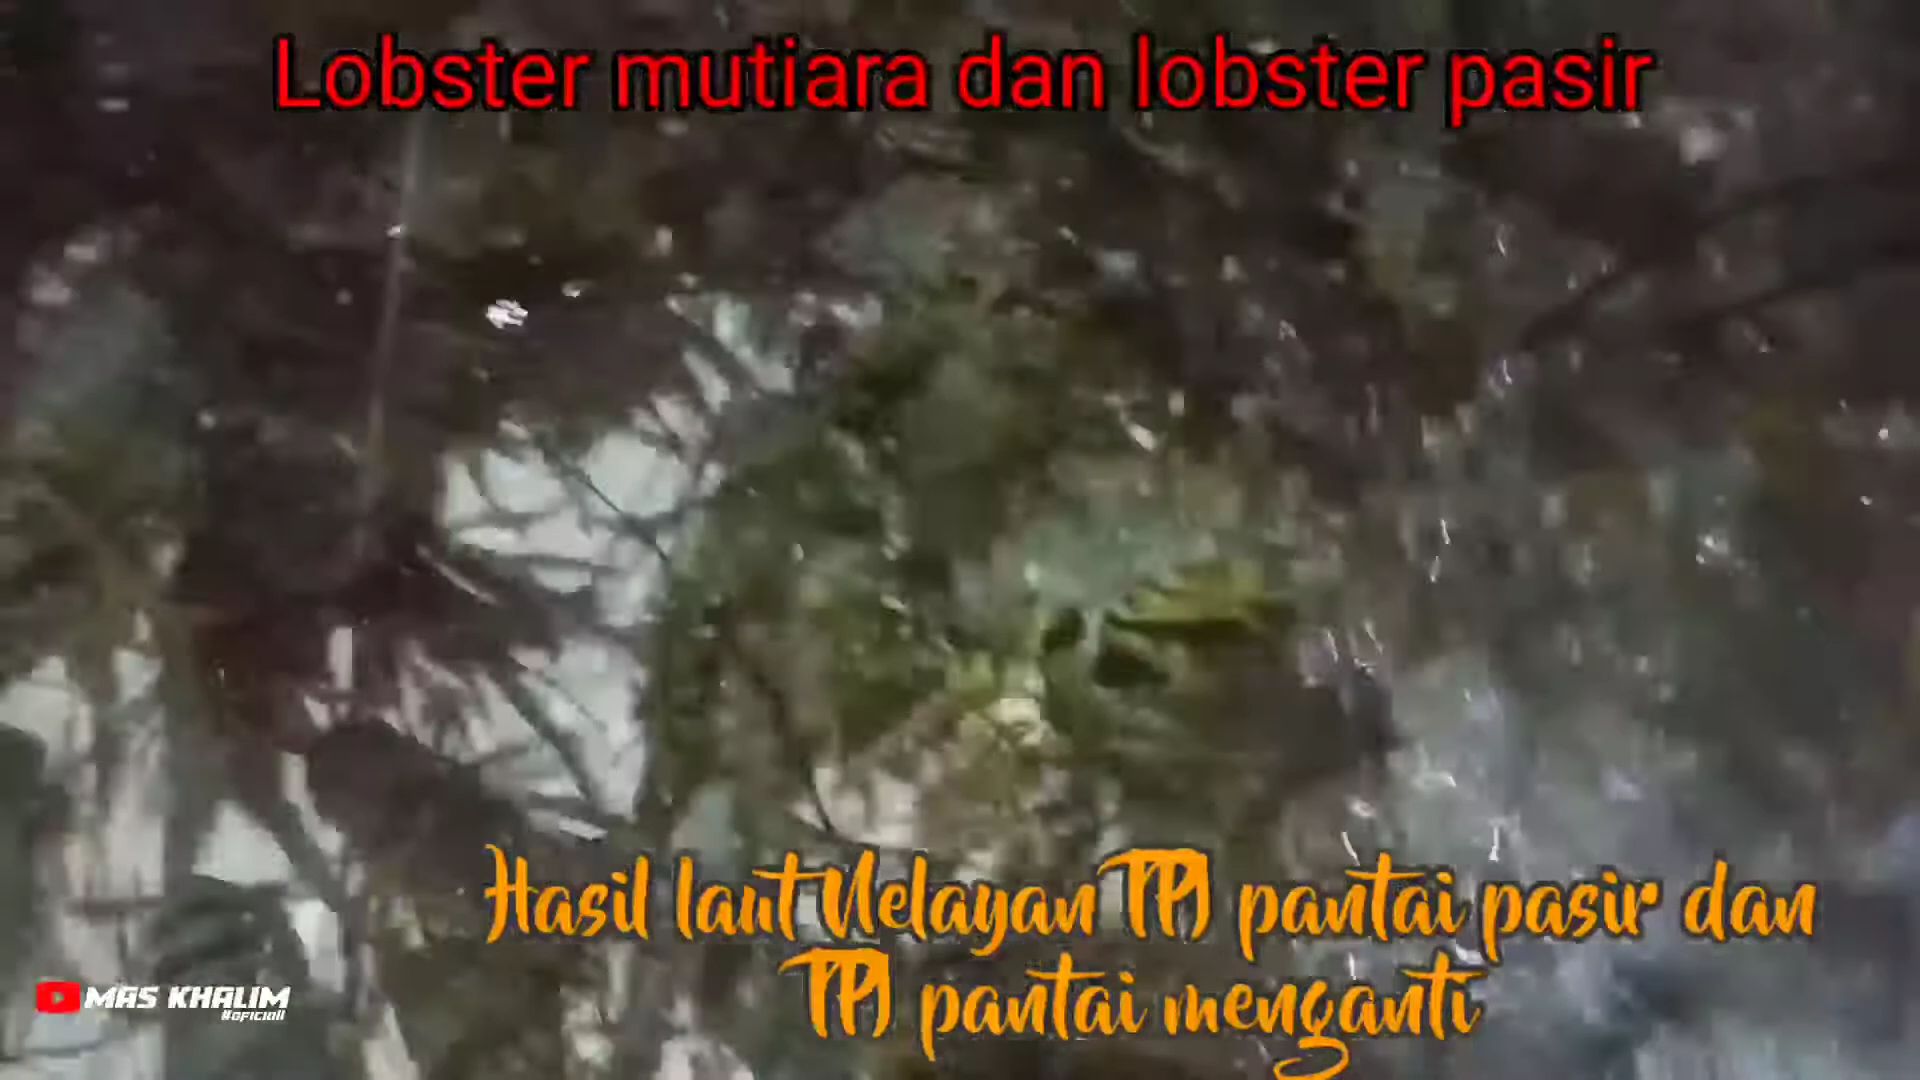 Lobster mutiara dan lobster pasir
Hasil laut Nelayan TPI pantai pasir dan
TPI pantai menganti
MAS KHALIM
#oficiall